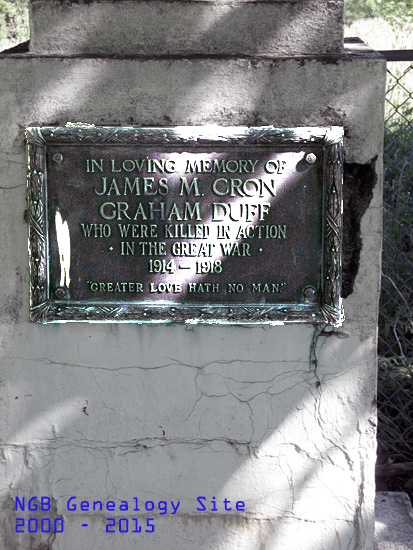 IN LOVING MEMORY OF
JAMES M. CRON
GRAHAM DUFF
WHO WERE KILLED IN ACTION
· IN THE GREAT WAR ·
1914 – 1918
"GREATER LOVE HATH NO MAN."
NGB Genealogy Site
2000 - 2015